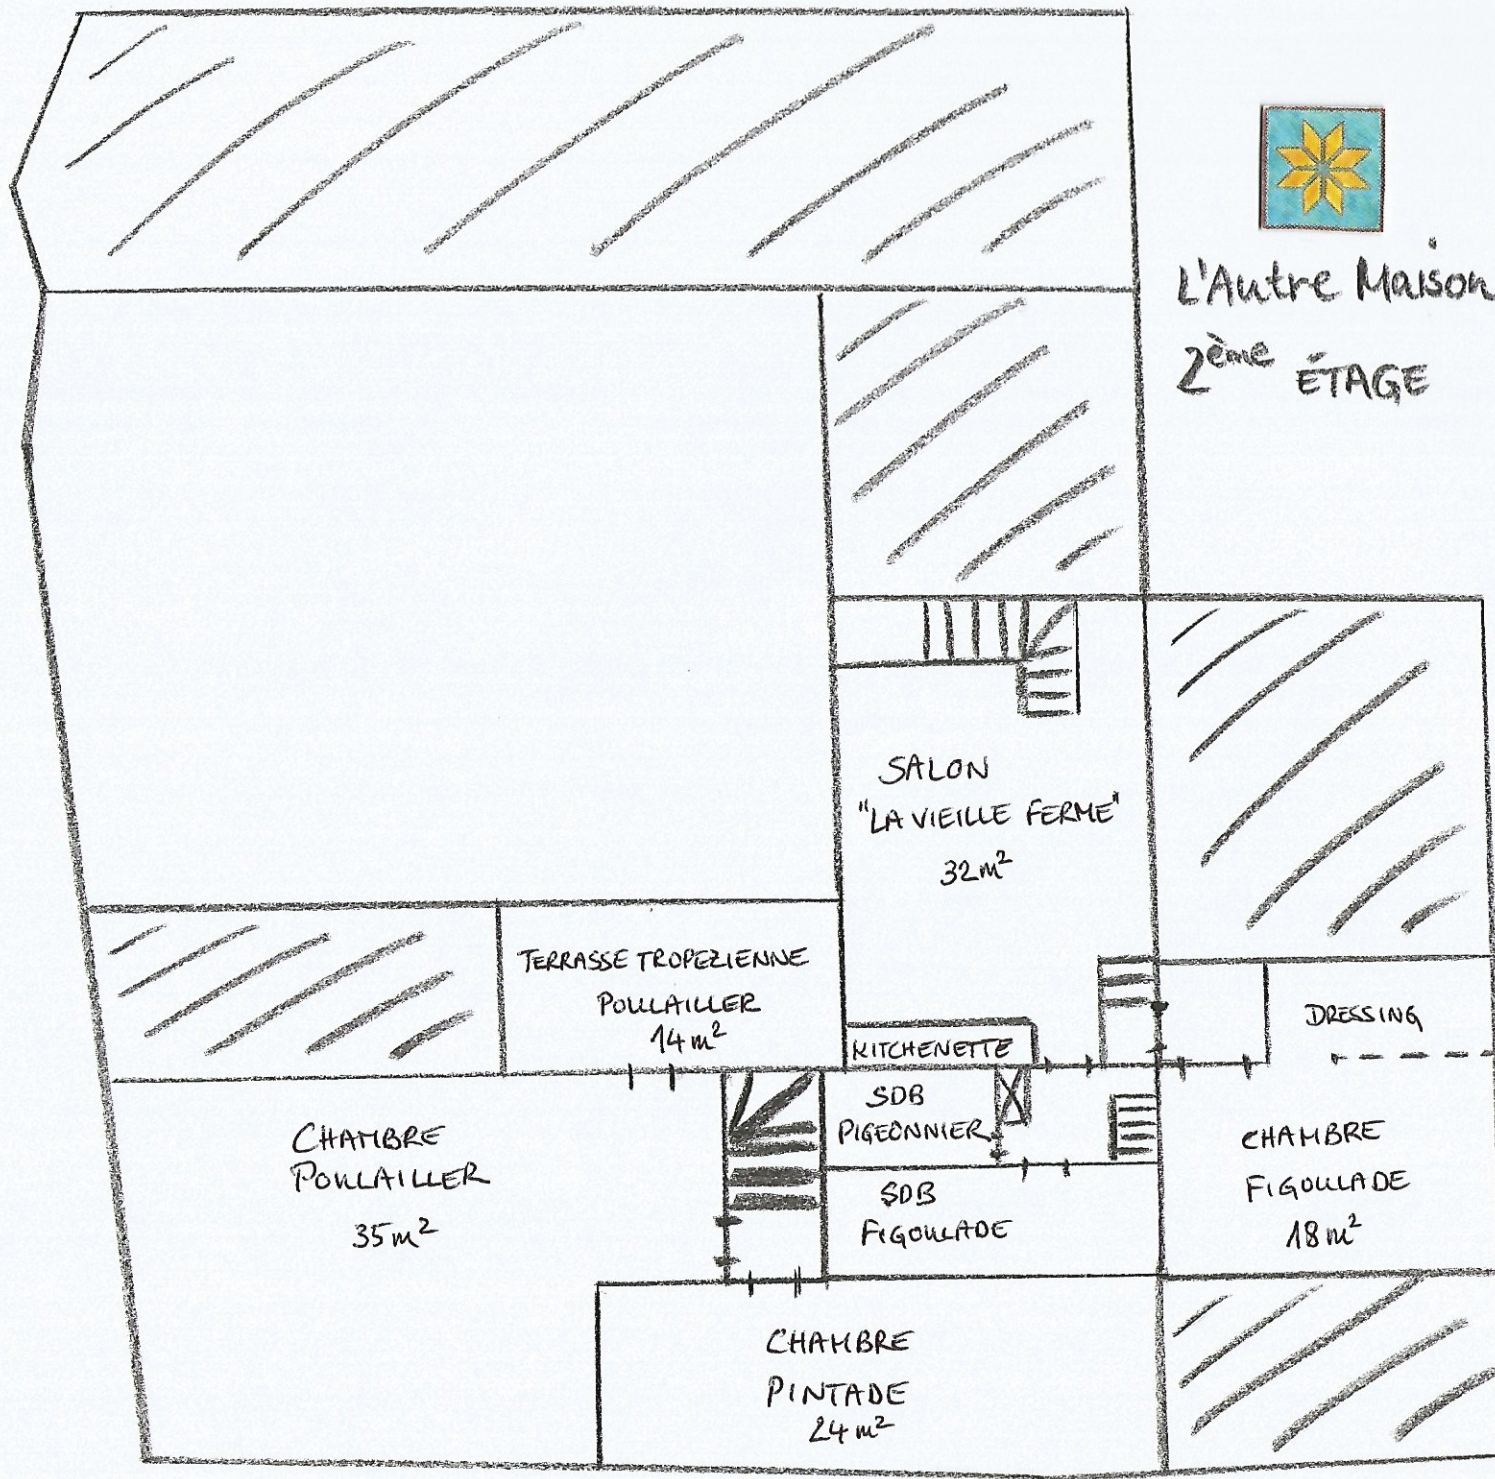 L'Autre Maison
2ème ÉTAGE
SALON
"LA VIEILLE FERME"
32m²
TERRASSE TROPEZIENNE
POULAILLER
14m²
KITCHENETTE
DRESSING
SDB
PIGEONNIER
CHAMBRE
POULAILLER
35m²
CHAMBRE
FIGOULADE
18m²
SDB
FIGOULADE
CHAMBRE
PINTADE
24m²